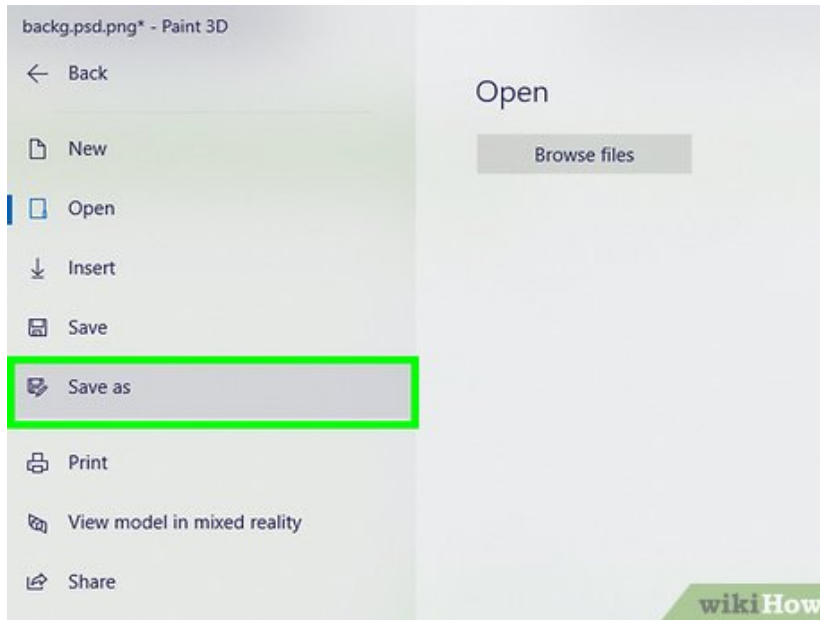 backg.psd.png* - Paint 3D
Back
Open
New
Browse files
Open
Insert
Save
Save as
Print
View model in mixed reality
Share
wikiHow